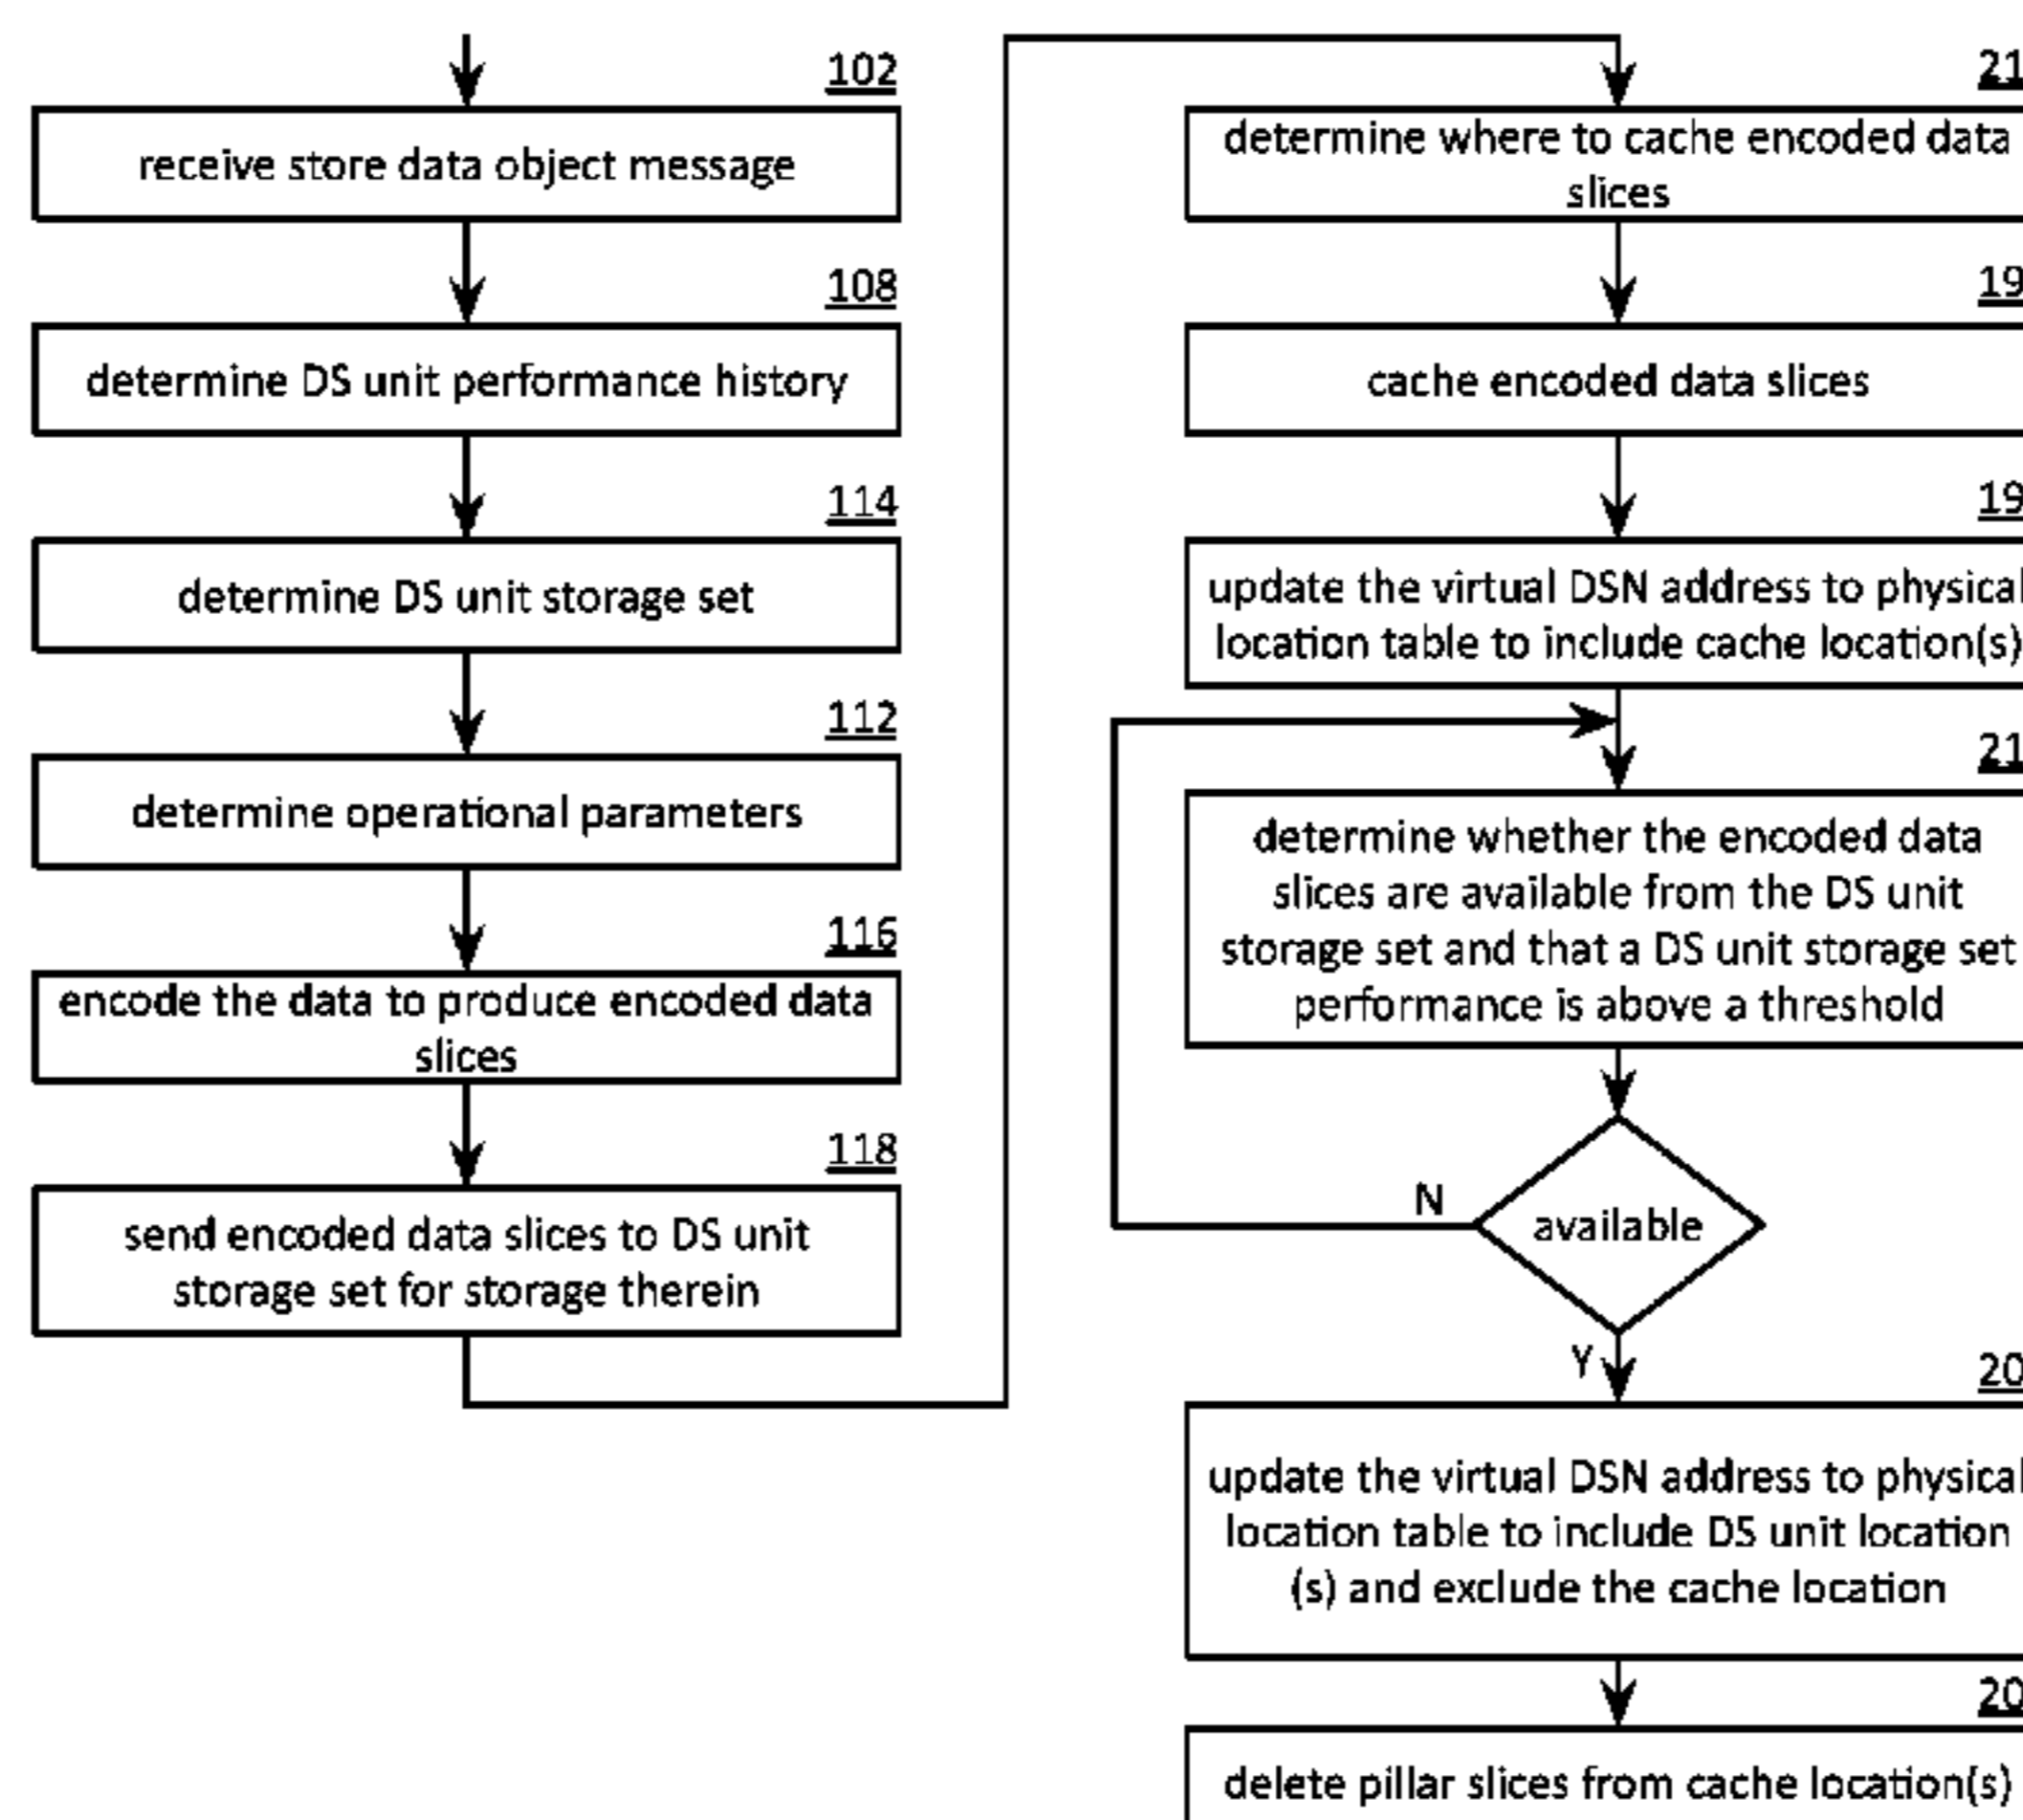 102
receive store data object message
108
determine DS unit performance history
114
determine DS unit storage set
112
determine operational parameters
116
encode the data to produce encoded data
slices
118
send encoded data slices to DS unit
storage set for storage therein
21
determine where to cache encoded data
slices
19
cache encoded data slices
19
update the virtual DSN address to physical
location table to include cache location(s)
21
determine whether the encoded data
slices are available from the DS unit
storage set and that a DS unit storage set
performance is above a threshold
N
available
Y
20
update the virtual DSN address to physical
location table to include DS unit location
(s) and exclude the cache location
20
delete pillar slices from cache location(s)